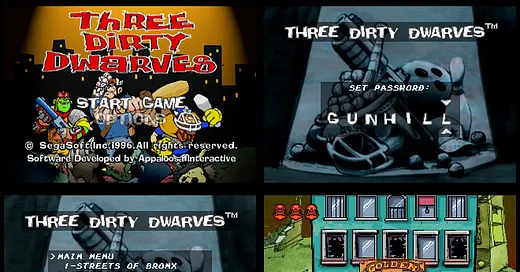 THREE
DIRTY
DWARVES
START GAME
OPTIONS
© SegaSoft, Inc. 1996. All rights reserved.
Software Developed by Appaloosa Interactive
THREE DIRTY DWARVES™
SET PASSWORD:
GUNHILL
THREE DIRTY DWARVES™
>MAIN MENU
1-STREETS OF BRONX
GOLDEN